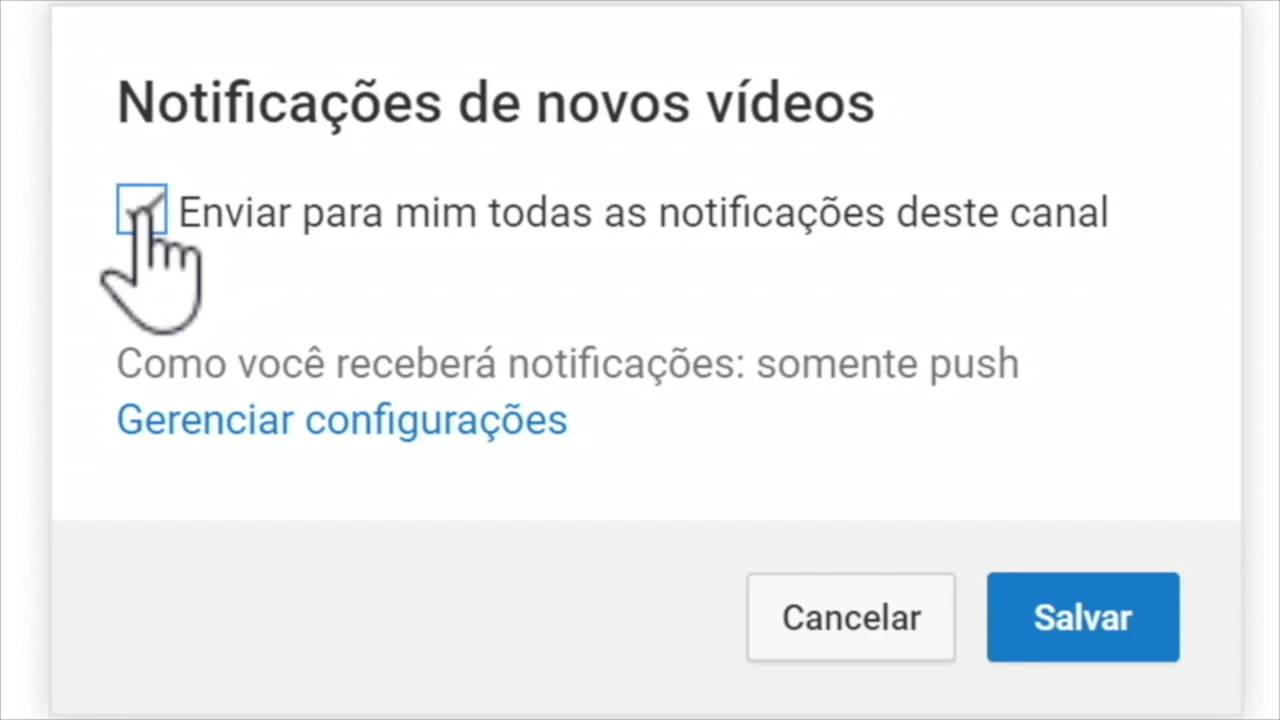 Notificações de novos vídeos
Enviar para mim todas as notificações deste canal
Como você receberá notificações: somente push
Gerenciar configurações
Cancelar
Salvar